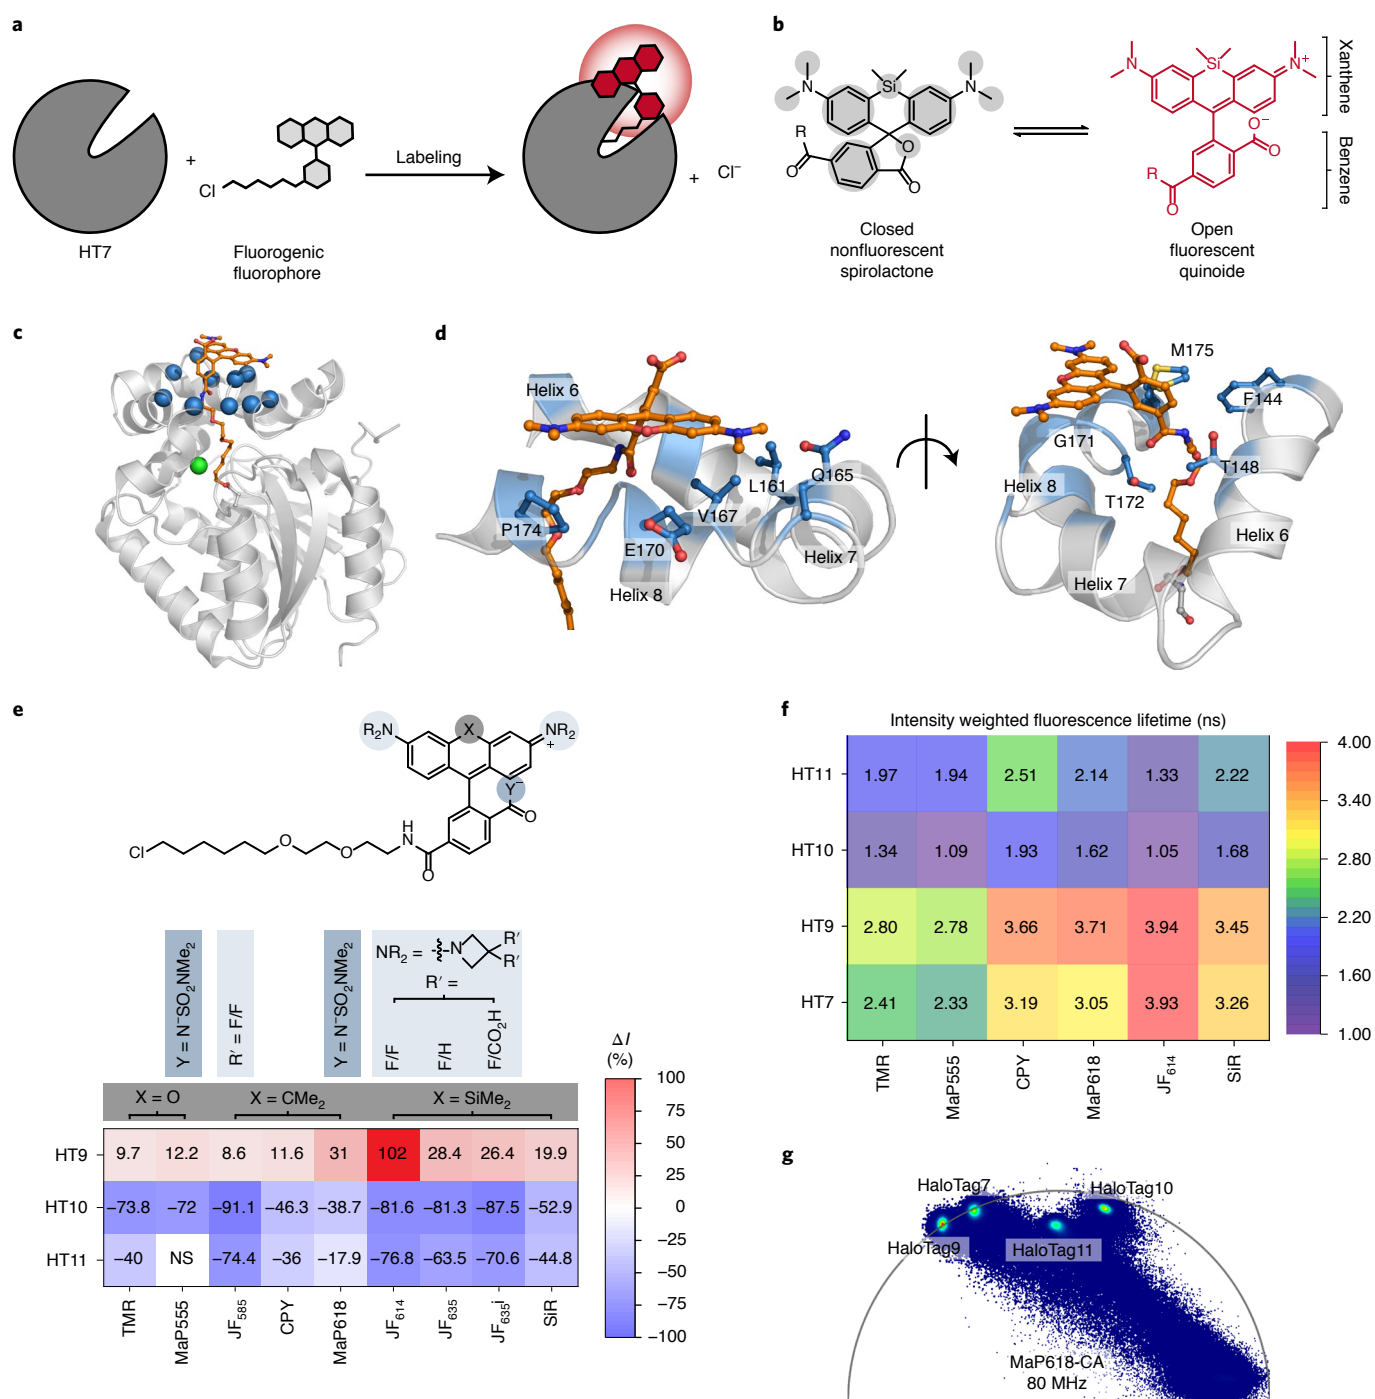 a
HT7
+
Cl
Fluorogenic
fluorophore
Labeling
+
Cl⁻
b
N
Si
N
R
O
O
O
Closed
nonfluorescent
spirolactone
N
Si
N⁺
O⁻
O
R
O
Open
fluorescent
quinoide
Xanthene
Benzene
c
d
Helix 6
P174
E170
V167
L161
Q165
Helix 7
Helix 8
M175
F144
G171
T148
T172
Helix 8
Helix 6
Helix 7
e
R₂N
X
NR₂
+
Y⁻
O
H
N
Cl
O
O
O
Y = N⁻SO₂NMe₂
R′ = F/F
Y = N⁻SO₂NMe₂
NR₂ =
N
R′
R′
R′ =
F/F
F/H
F/CO₂H
X = O
X = CMe₂
X = SiMe₂
HT9 9.7 12.2 8.6 11.6 31 102 28.4 26.4 19.9
HT10 −73.8 −72 −91.1 −46.3 −38.7 −81.6 −81.3 −87.5 −52.9
HT11 −40 NS −74.4 −36 −17.9 −76.8 −63.5 −70.6 −44.8
TMR MaP555 JF₅₈₅ CPY MaP618 JF₆₁₄ JF₆₃₅ JF₆₃₅i SiR
ΔI
(%)
100
75
50
25
0
−25
−50
−75
−100
f
Intensity weighted fluorescence lifetime (ns)
HT11 1.97 1.94 2.51 2.14 1.33 2.22
HT10 1.34 1.09 1.93 1.62 1.05 1.68
HT9 2.80 2.78 3.66 3.71 3.94 3.45
HT7 2.41 2.33 3.19 3.05 3.93 3.26
TMR MaP555 CPY MaP618 JF₆₁₄ SiR
4.00
3.40
2.80
2.20
1.60
1.00
g
HaloTag7
HaloTag10
HaloTag9
HaloTag11
MaP618-CA
80 MHz